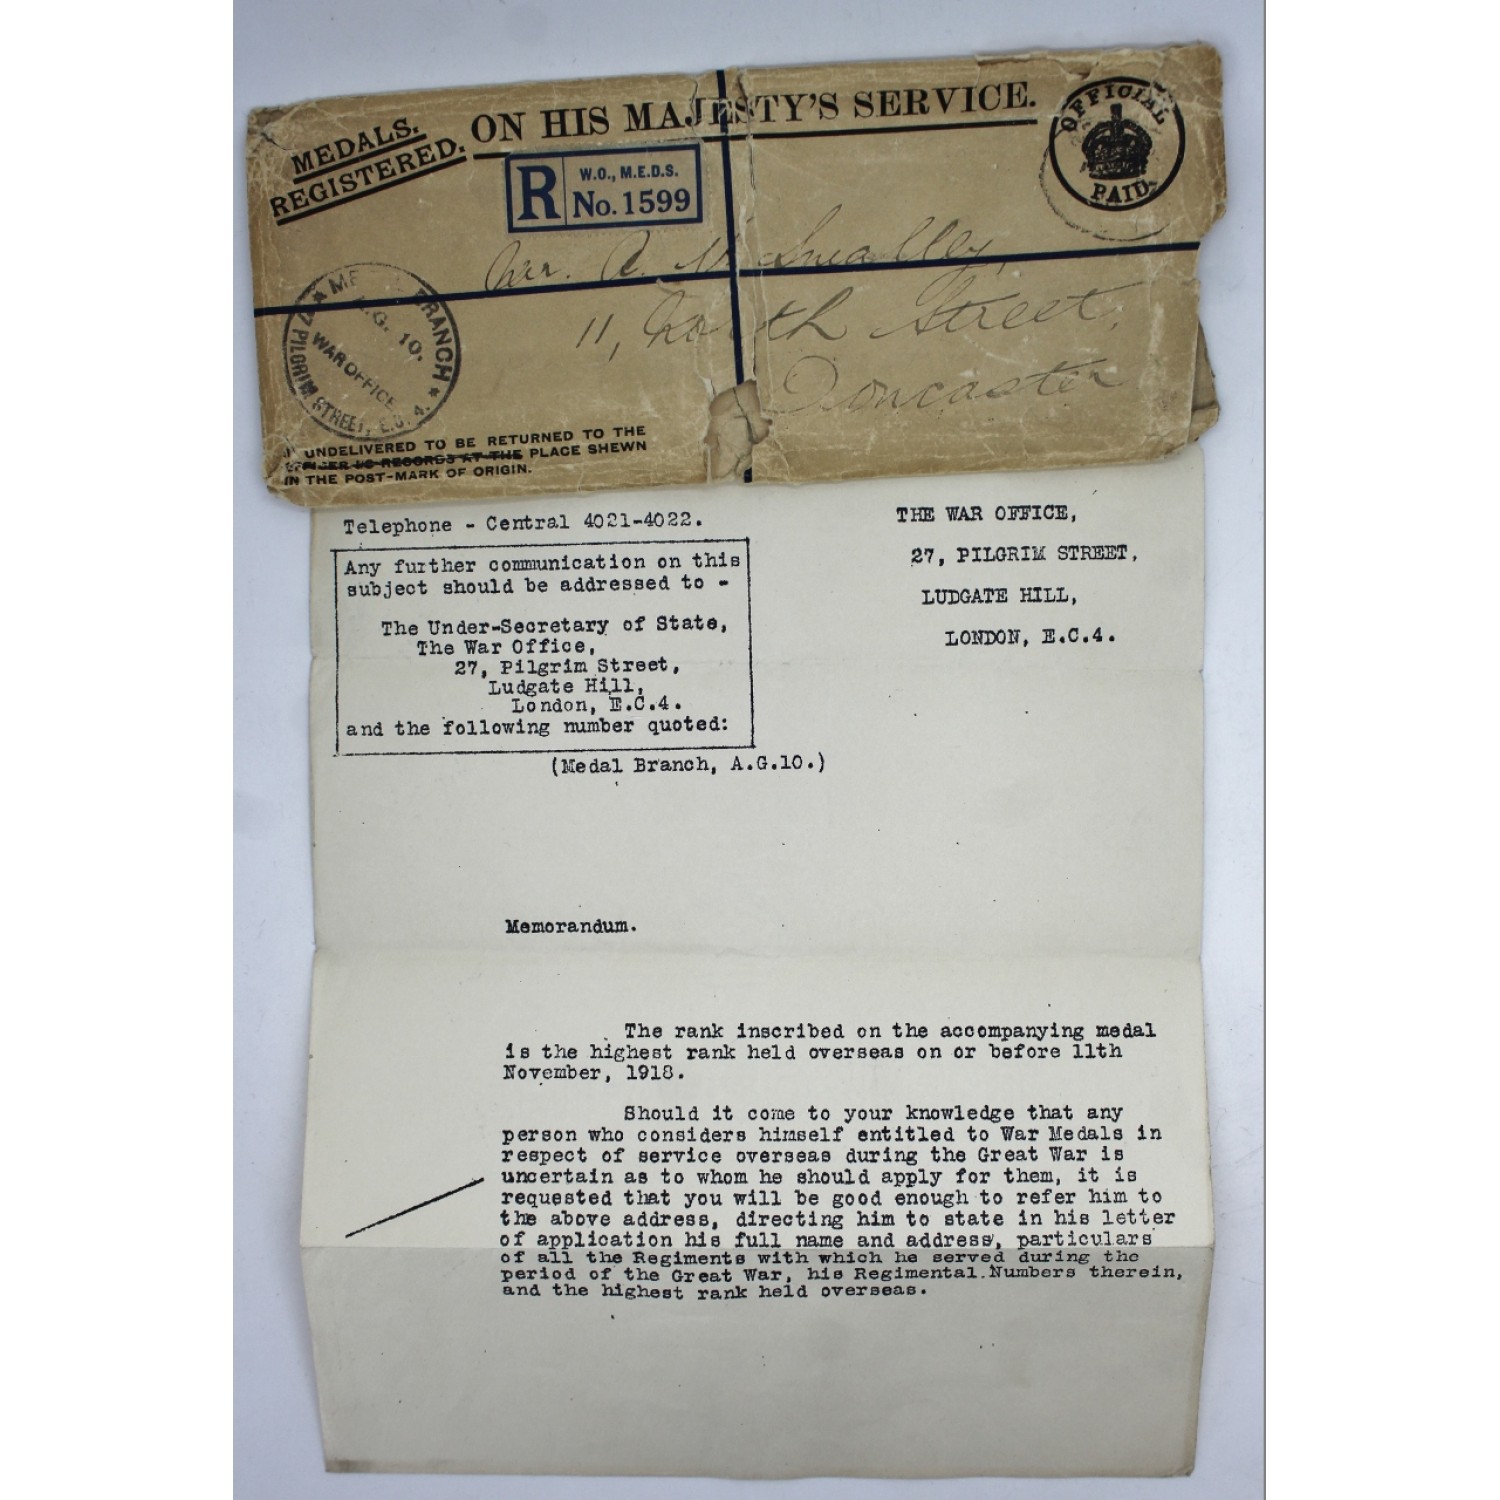 MEDALS.
REGISTERED.
ON HIS MAJESTY'S SERVICE.
OFFICIAL
PAID.
R
W.O., M.E.D.S.
No. 1599
11, North Street,
Doncaster
BRANCH
A.G. 10.
WAR OFFICE
27 PILGRIM STREET, E.C. 4.
UNDELIVERED TO BE RETURNED TO THE
OFFICER I/C RECORDS AT THE PLACE SHEWN
IN THE POST-MARK OF ORIGIN.
Telephone - Central 4021-4022.
THE WAR OFFICE,
27, PILGRIM STREET,
LUDGATE HILL,
LONDON, E.C.4.
Any further communication on this
subject should be addressed to -
The Under-Secretary of State,
The War Office,
27, Pilgrim Street,
Ludgate Hill,
London, E.C.4.
and the following number quoted:
(Medal Branch, A.G.10.)
Memorandum.
The rank inscribed on the accompanying medal
is the highest rank held overseas on or before 11th
November, 1918.
Should it come to your knowledge that any
person who considers himself entitled to War Medals in
respect of service overseas during the Great War is
uncertain as to whom he should apply for them, it is
requested that you will be good enough to refer him to
the above address, directing him to state in his letter
of application his full name and address, particulars
of all the Regiments with which he served during the
period of the Great War, his Regimental Numbers therein,
and the highest rank held overseas.